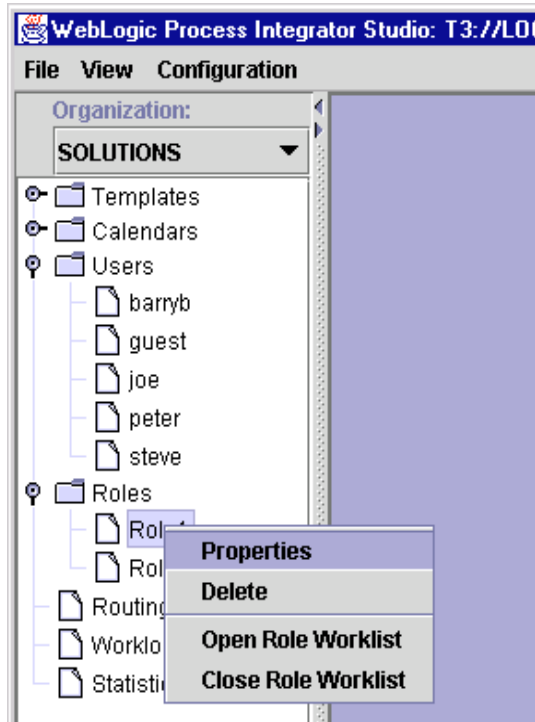 WebLogic Process Integrator Studio: T3://LO
File View Configuration
Organization:
SOLUTIONS
Templates
Calendars
Users
barryb
guest
joe
peter
steve
Roles
Properties
Delete
Routing
Open Role Worklist
Close Role Worklist